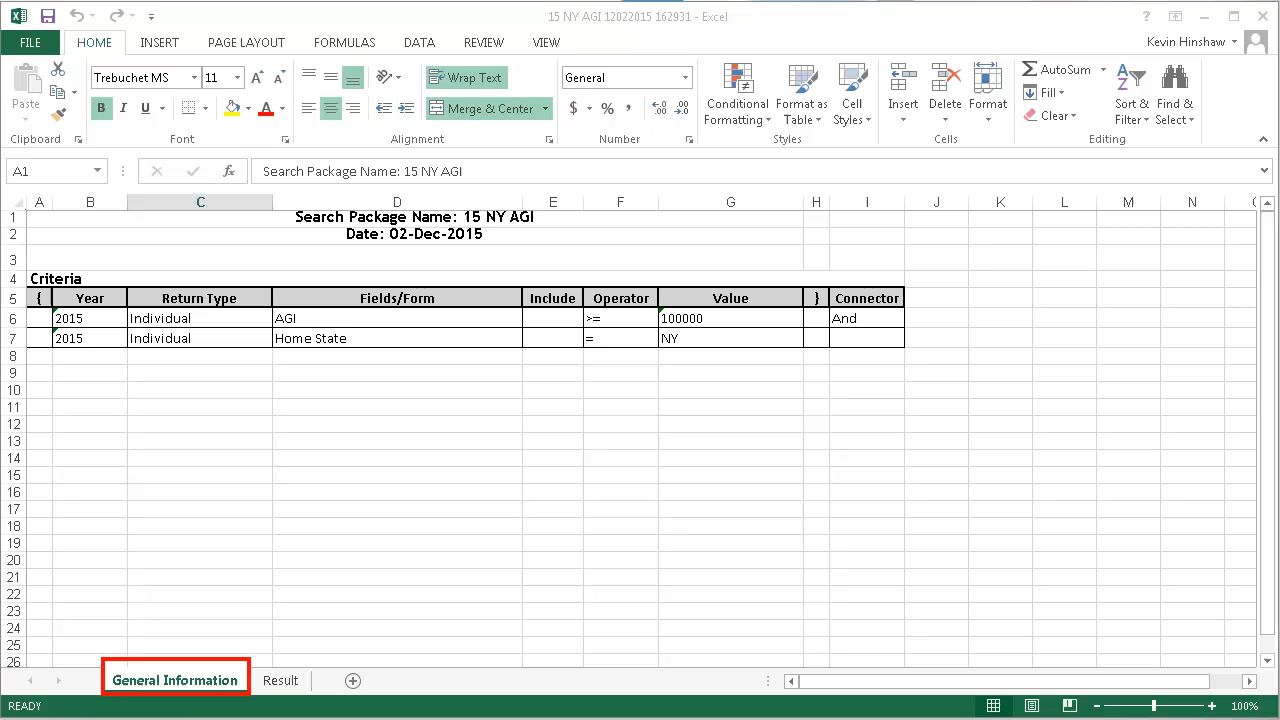 15 NY AGI 12022015 162931 - Excel
FILE HOME INSERT PAGE LAYOUT FORMULAS DATA REVIEW VIEW Kevin Hinshaw
Paste
Trebuchet MS 11
Wrap Text
General
B I U
Merge & Center
$ % ,
Conditional Formatting
Format as Table
Cell Styles
Insert Delete Format
AutoSum
Fill
Clear
Sort & Filter
Find & Select
Clipboard Font Alignment Number Styles Cells Editing
A1 fx Search Package Name: 15 NY AGI
A B C D E F G H I J K L M N
1 Search Package Name: 15 NY AGI
2 Date: 02-Dec-2015
3
4 Criteria
5 { Year Return Type Fields/Form Include Operator Value } Connector
6 2015 Individual AGI >= 100000 And
7 2015 Individual Home State = NY
8
9
10
11
12
13
14
15
16
17
18
19
20
21
22
23
24
25
26
General Information Result
READY 100%